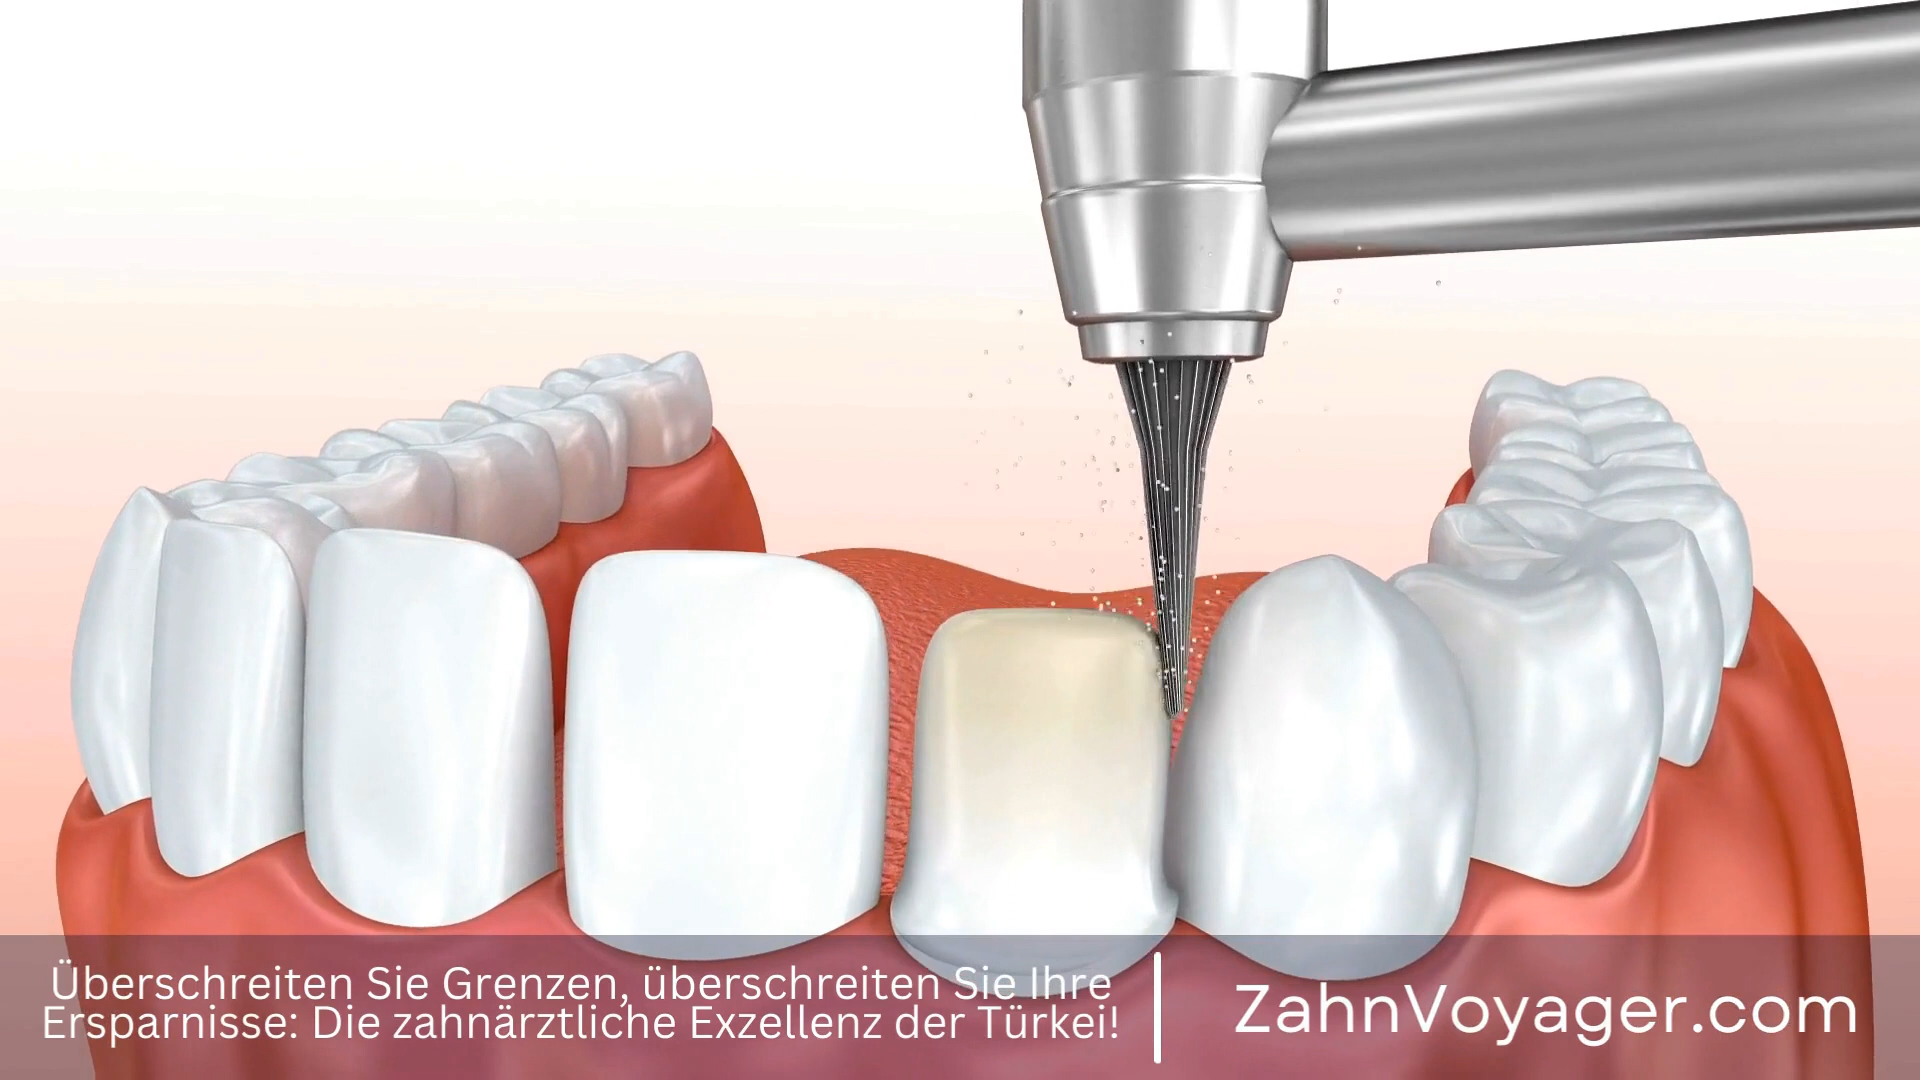 Überschreiten Sie Grenzen, überschreiten Sie Ihre
Ersparnisse: Die zahnärztliche Exzellenz der Türkei!
ZahnVoyager.com